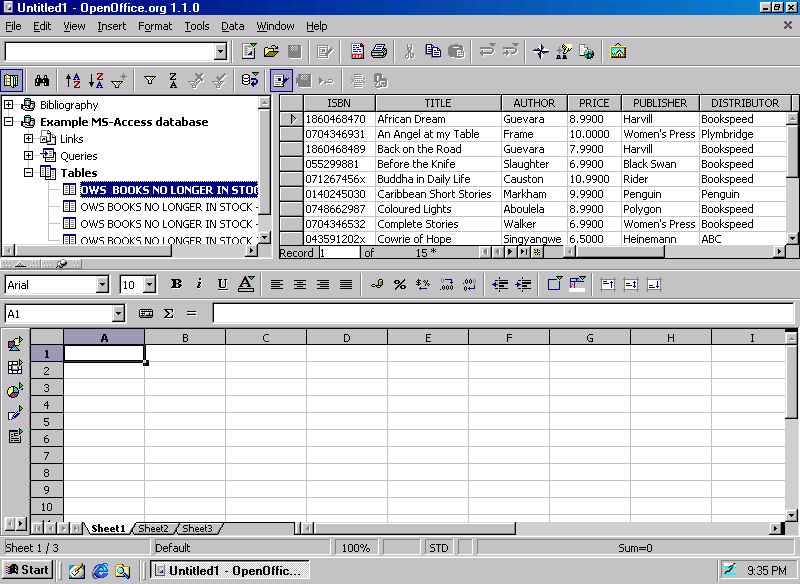 Untitled1 - OpenOffice.org 1.1.0
File Edit View Insert Format Tools Data Window Help
Bibliography
Example MS-Access database
Links
Queries
Tables
OWS BOOKS NO LONGER IN STOC
OWS BOOKS NO LONGER IN STOCK -
OWS BOOKS NO LONGER IN STOCK -
OWS BOOKS NO LONGER IN STOCK -
ISBN TITLE AUTHOR PRICE PUBLISHER DISTRIBUTOR
1860468470 African Dream Guevara 8.9900 Harvill Bookspeed
0704346931 An Angel at my Table Frame 10.0000 Women's Press Plymbridge
1860468489 Back on the Road Guevara 7.9900 Harvill Bookspeed
055299881 Before the Knife Slaughter 6.9900 Black Swan Bookspeed
071267456x Buddha in Daily Life Causton 10.9900 Rider Bookspeed
0140245030 Caribbean Short Stories Markham 9.9900 Penguin Penguin
0748662987 Coloured Lights Aboulela 8.9900 Polygon Bookspeed
0704346532 Complete Stories Walker 6.9900 Women's Press Bookspeed
043591202x Cowrie of Hope Singyangwe 6.5000 Heinemann ABC
Record 1 of 15 *
Arial 10 B i U A
A1 Σ =
A B C D E F G H I
1
2
3
4
5
6
7
8
9
10
Sheet1 Sheet2 Sheet3
Sheet 1 / 3 Default 100% STD Sum=0
Start Untitled1 - OpenOffic... 9:35 PM